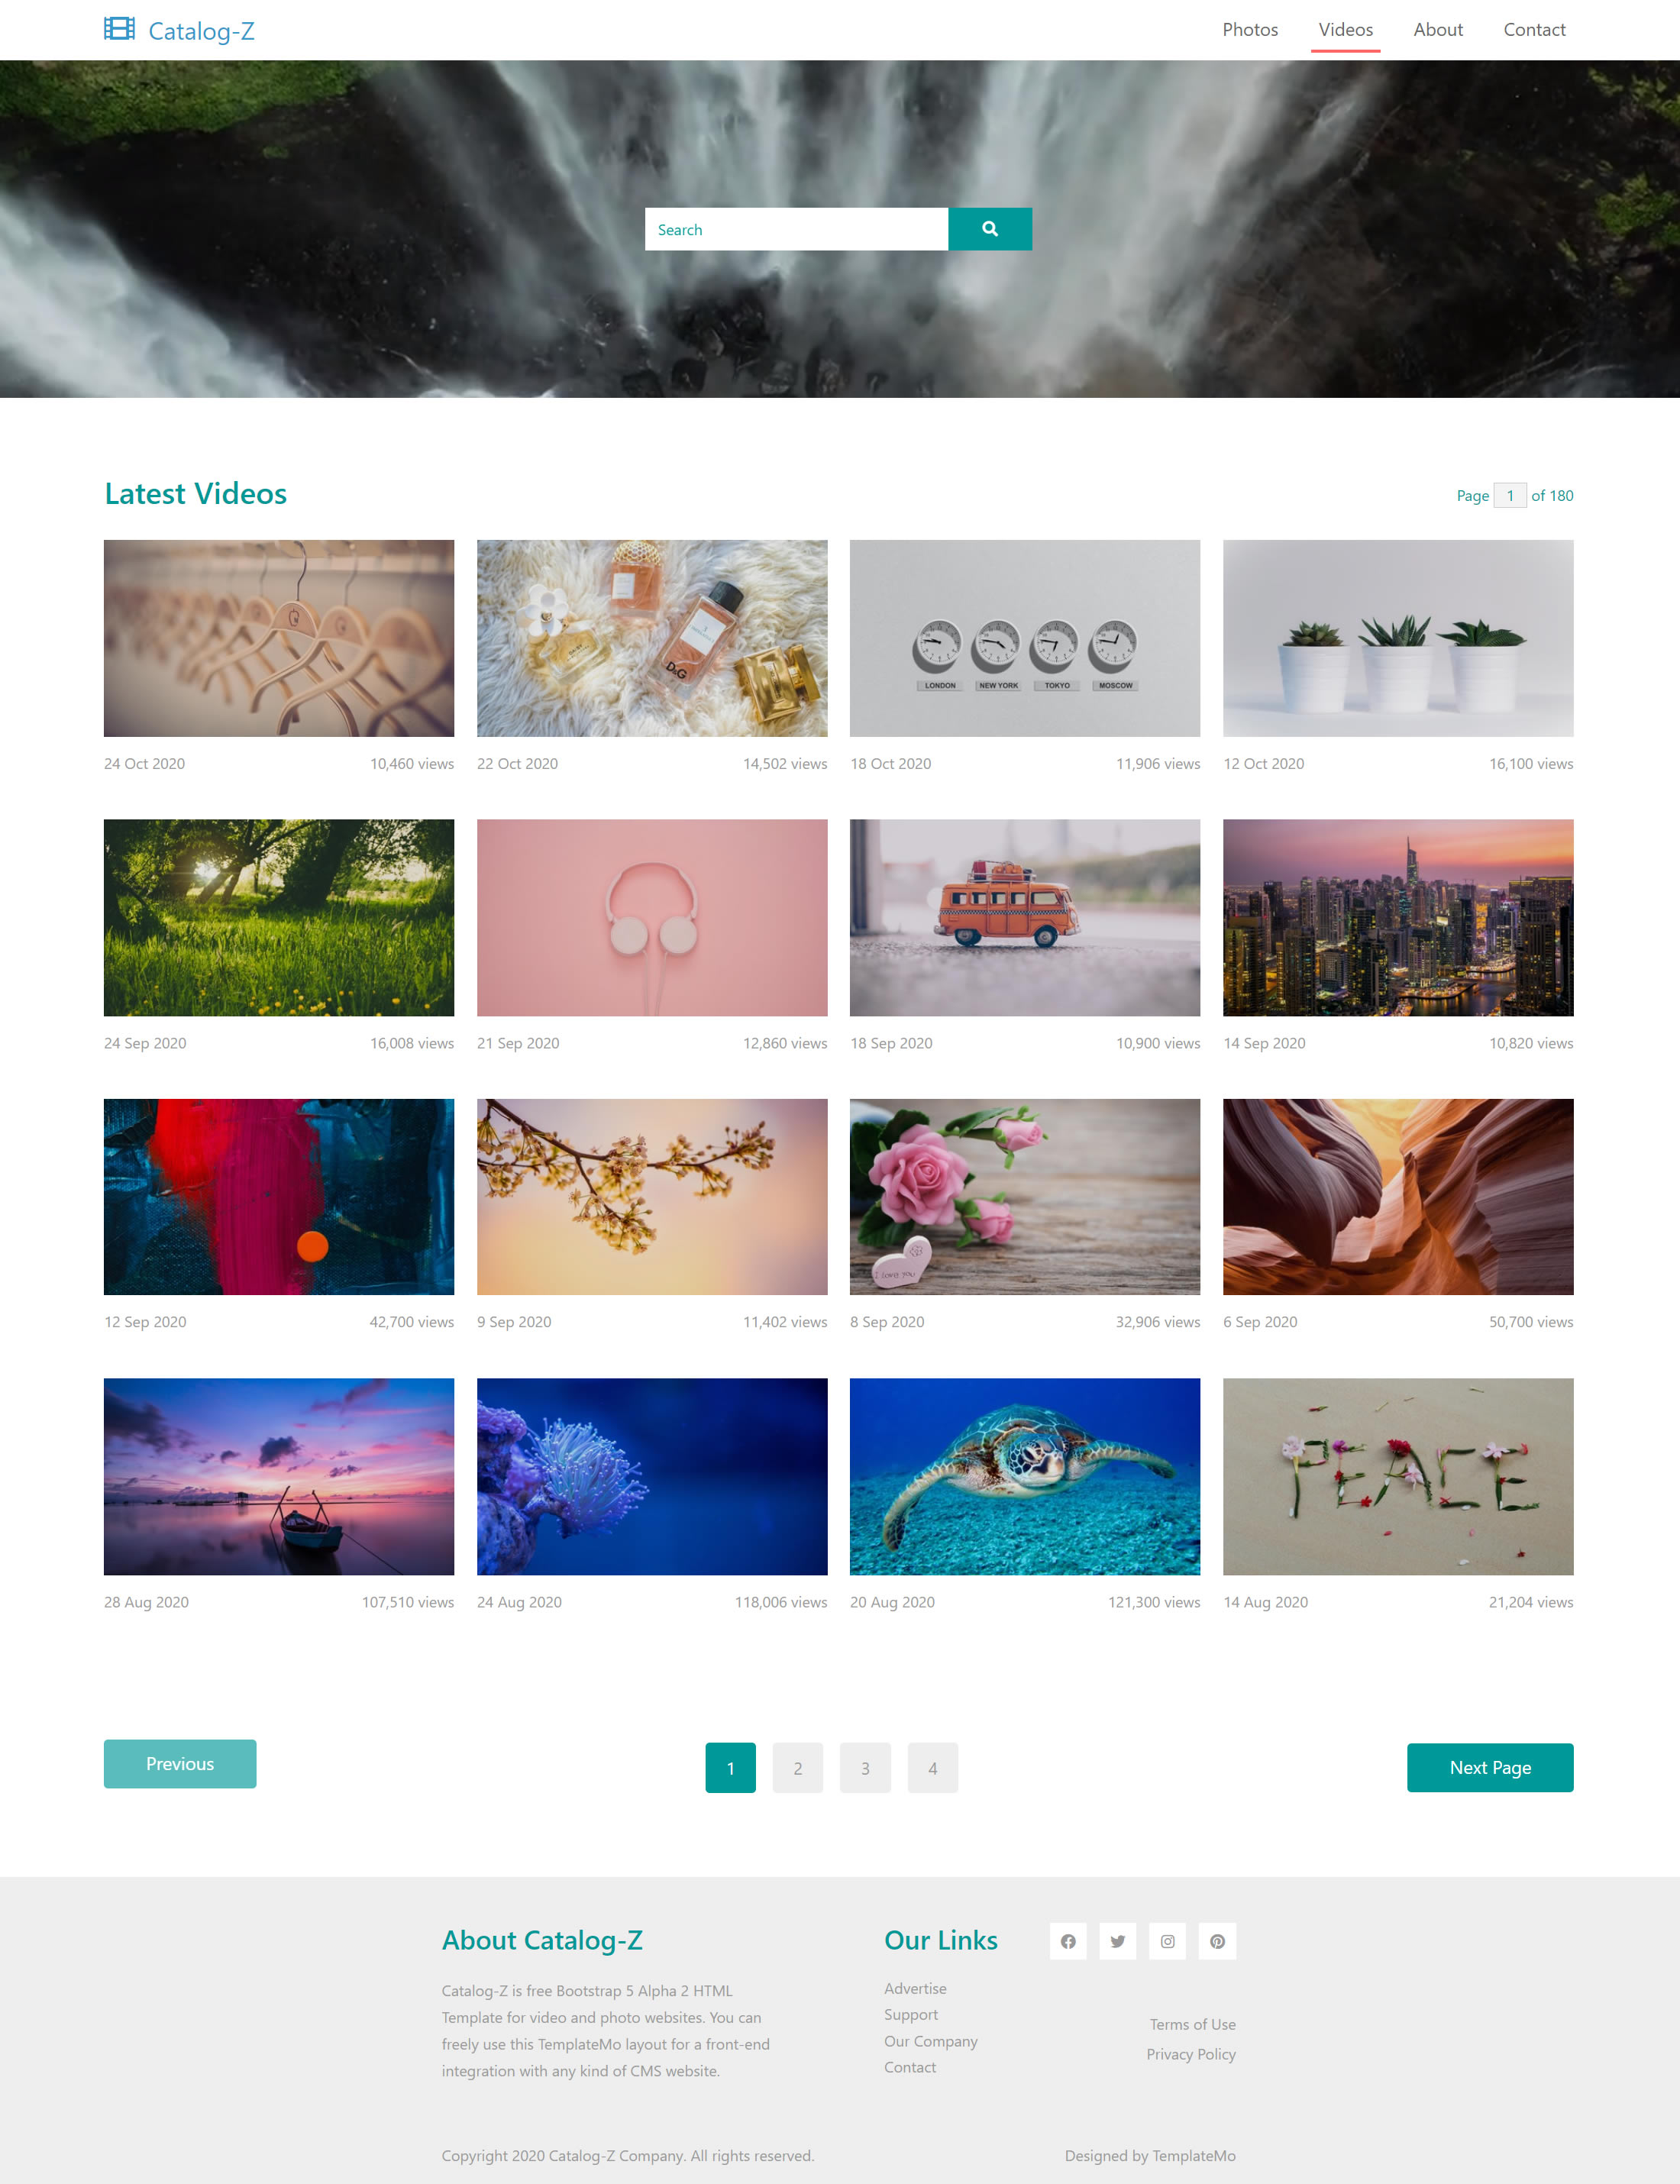 Catalog-Z
Photos Videos About Contact
Search
Latest Videos
Page 1 of 180
D&G
LONDON NEW YORK TOKYO MOSCOW
24 Oct 2020 10,460 views 22 Oct 2020 14,502 views 18 Oct 2020 11,906 views 12 Oct 2020 16,100 views
24 Sep 2020 16,008 views 21 Sep 2020 12,860 views 18 Sep 2020 10,900 views 14 Sep 2020 10,820 views
I love you
12 Sep 2020 42,700 views 9 Sep 2020 11,402 views 8 Sep 2020 32,906 views 6 Sep 2020 50,700 views
PEACE
28 Aug 2020 107,510 views 24 Aug 2020 118,006 views 20 Aug 2020 121,300 views 14 Aug 2020 21,204 views
Previous 1 2 3 4 Next Page
About Catalog-Z
Catalog-Z is free Bootstrap 5 Alpha 2 HTML
Template for video and photo websites. You can
freely use this TemplateMo layout for a front-end
integration with any kind of CMS website.
Our Links
Advertise
Support
Our Company
Contact
Terms of Use
Privacy Policy
Copyright 2020 Catalog-Z Company. All rights reserved.
Designed by TemplateMo